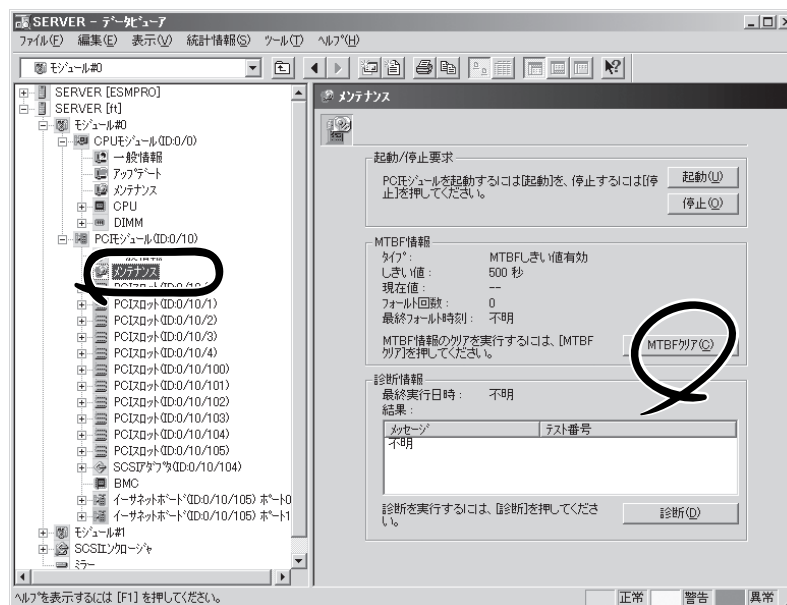 SERVER - データビューア
ファイル(F) 編集(E) 表示(V) 統計情報(S) ツール(T) ヘルプ(H)
モジュール#0
SERVER [ESMPRO]
SERVER [ft]
モジュール#0
CPUモジュール(ID:0/0)
一般情報
アップデート
メンテナンス
CPU
DIMM
PCIモジュール(ID:0/10)
メンテナンス
PCIスロット(ID:0/10/1)
PCIスロット(ID:0/10/2)
PCIスロット(ID:0/10/3)
PCIスロット(ID:0/10/4)
PCIスロット(ID:0/10/100)
PCIスロット(ID:0/10/101)
PCIスロット(ID:0/10/102)
PCIスロット(ID:0/10/103)
PCIスロット(ID:0/10/104)
PCIスロット(ID:0/10/105)
SCSIアダプタ(ID:0/10/104)
BMC
イーサネットボード(ID:0/10/105) ポート0
イーサネットボード(ID:0/10/105) ポート1
モジュール#1
SCSIエンクロージャ
ミラー
メンテナンス
起動/停止要求
PCIモジュールを起動するには[起動]を、停止するには[停
止]を押してください。
起動(U)
停止(O)
MTBF情報
タイプ: MTBFしきい値有効
しきい値: 500 秒
現在値: --
フォールト回数: 0
最終フォールト時刻: 不明
MTBF情報のクリアを実行するには、[MTBF
クリア]を押してください。
MTBFクリア(C)
診断情報
最終実行日時: 不明
結果:
メッセージ テスト番号
不明
診断を実行するには、[診断]を押してくださ
い。
診断(D)
ヘルプを表示するには [F1] を押してください。
正常 警告 異常